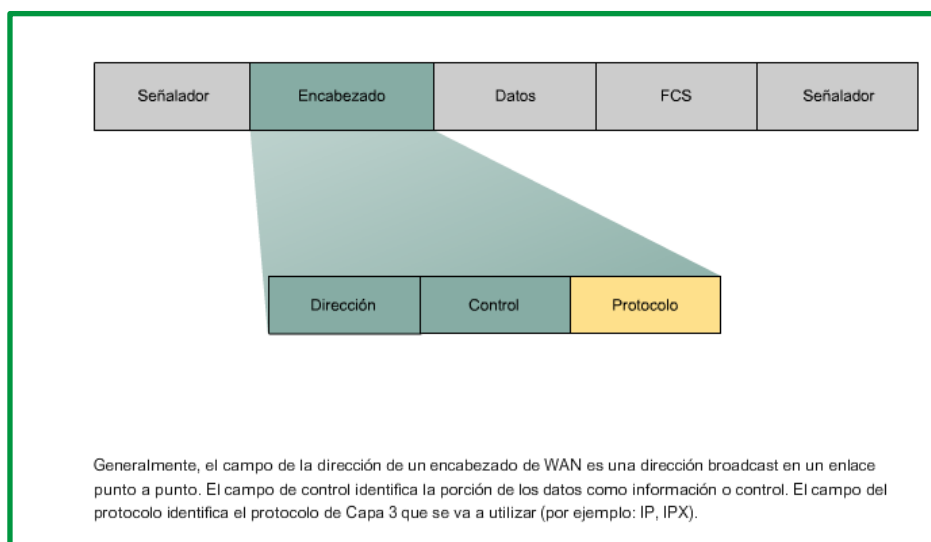 Señalador Encabezado Datos FCS Señalador
Dirección Control Protocolo
Generalmente, el campo de la dirección de un encabezado de WAN es una dirección broadcast en un enlace
punto a punto. El campo de control identifica la porción de los datos como información o control. El campo del
protocolo identifica el protocolo de Capa 3 que se va a utilizar (por ejemplo: IP, IPX).